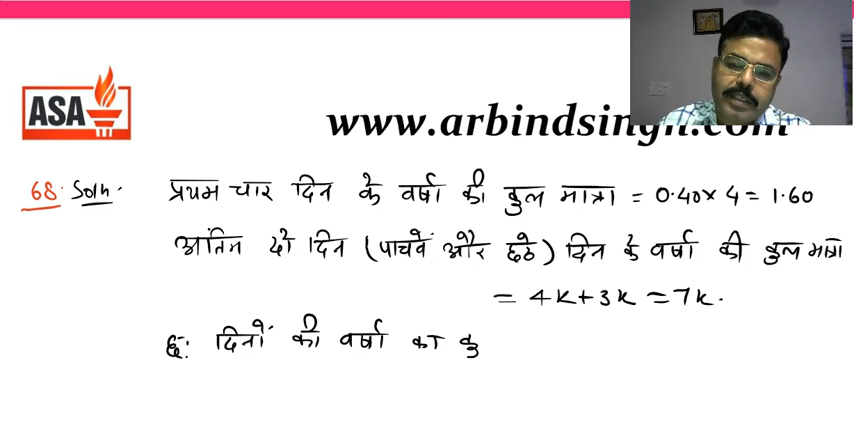 ASA
www.arbindsingh.com
68. Soln. प्रथम चार दिन के वर्षा की कुल मात्रा = 0.40×4 = 1.60
अंतिम दो दिन (पाचवें और छठे) दिन के वर्षा की कुल मात्रा
= 4k+3k = 7k.
छः दिनों की वर्षा का कु